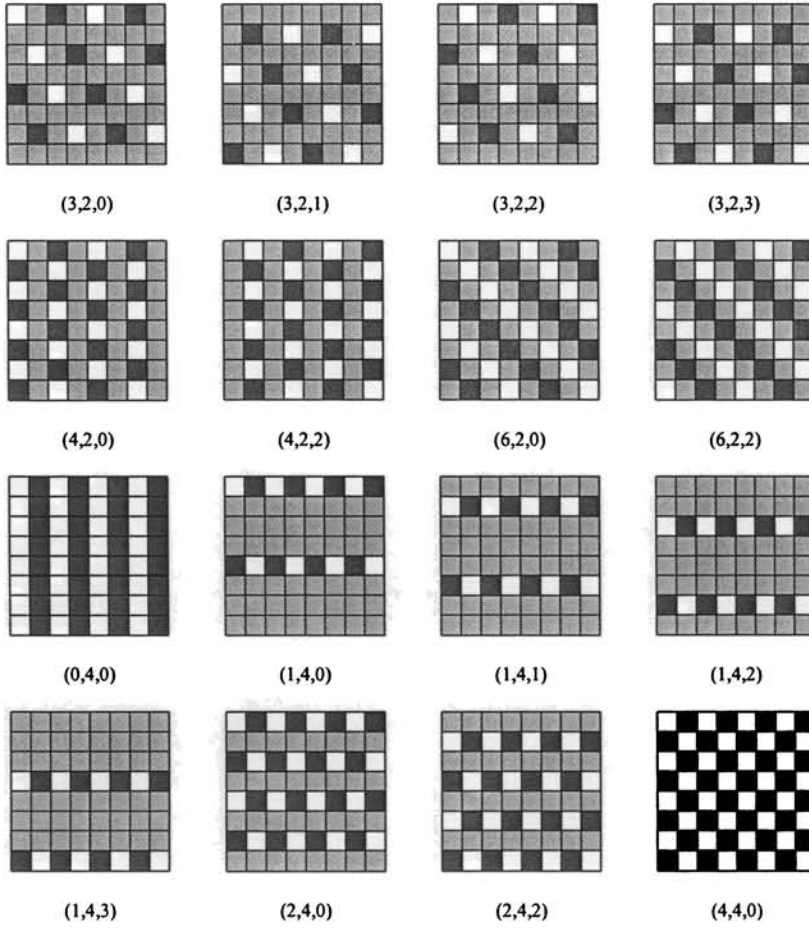 (3,2,0) (3,2,1) (3,2,2) (3,2,3)
(4,2,0) (4,2,2) (6,2,0) (6,2,2)
(0,4,0) (1,4,0) (1,4,1) (1,4,2)
(1,4,3) (2,4,0) (2,4,2) (4,4,0)